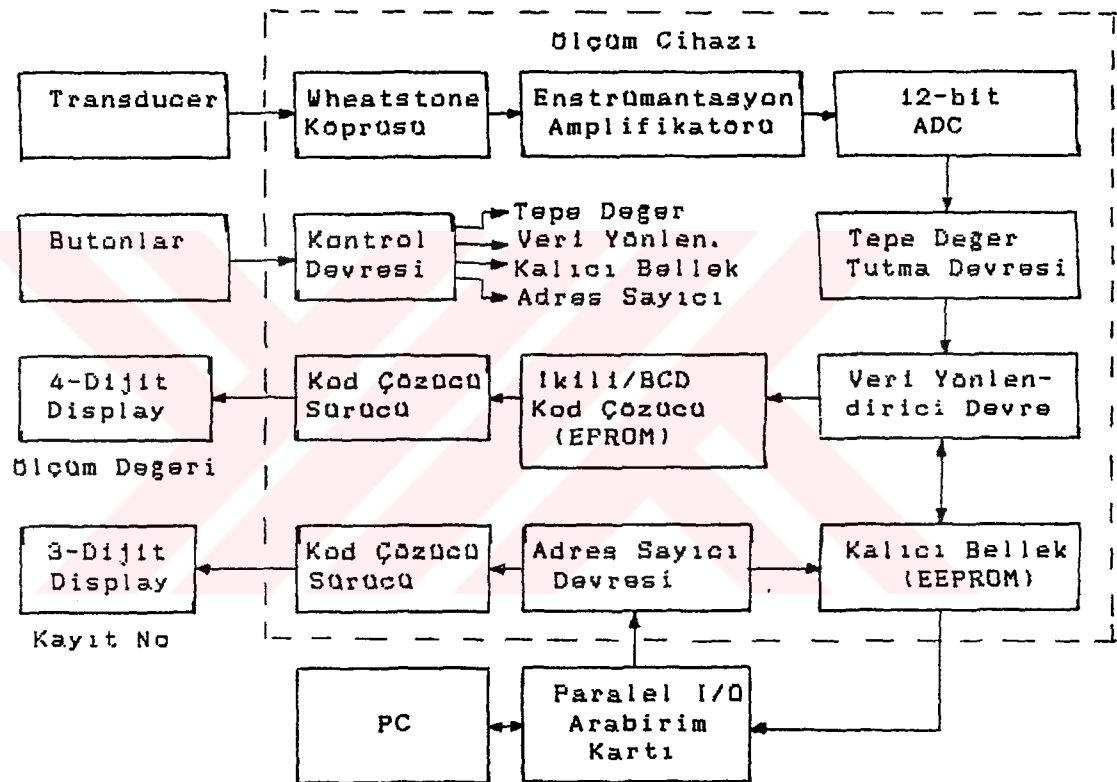 Ölçüm Cihazı
Transducer
Wheatstone
Köprüsü
Enstrümantasyon
Amplifikatörü
12-bit
ADC
Butonlar
Kontrol
Devresi
Tepe Değer
Veri Yönlen.
Kalıcı Bellek
Adres Sayıcı
Tepe Değer
Tutma Devresi
4-Dijit
Display
Ölçüm Değeri
Kod Çözücü
Sürücü
Ikili/BCD
Kod Çözücü
(EPROM)
Veri Yönlen-
dirici Devre
3-Dijit
Display
Kayıt No
Kod Çözücü
Sürücü
Adres Sayıcı
Devresi
Kalıcı Bellek
(EEPROM)
PC
Paralel I/O
Arabirim
Kartı